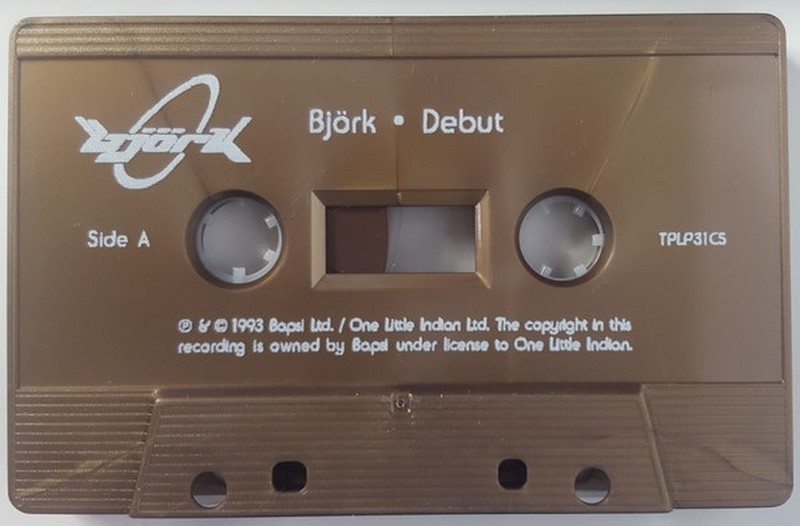 björk
Björk • Debut
Side A
TPLP31CS
℗ & © 1993 Bapsi Ltd. / One Little Indian Ltd. The copyright in this
recording is owned by Bapsi under license to One Little Indian.